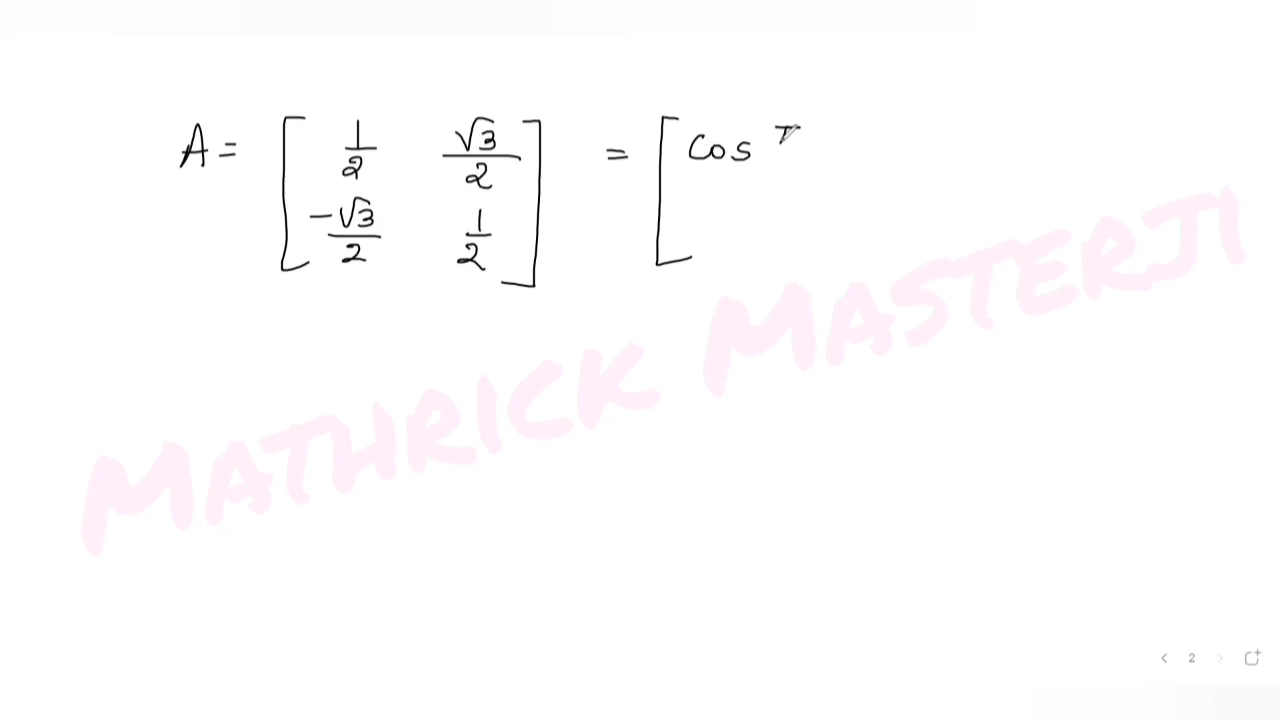 A = [ 1/2 √3/2 ] = [ cos π
-√3/2 1/2
MATHRICK MASTERJI
< 2 >